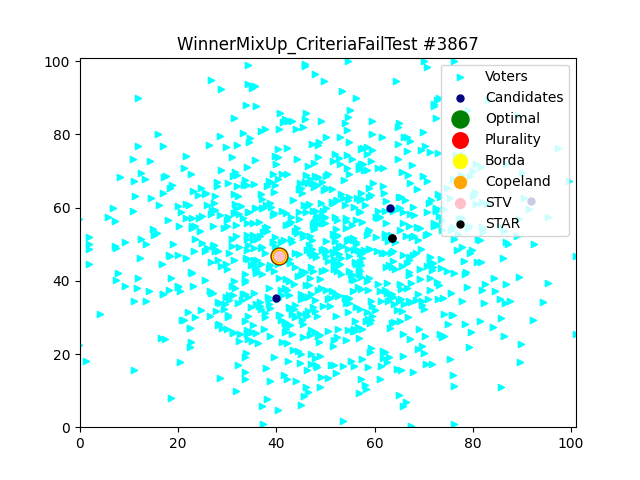 WinnerMixUp_CriteriaFailTest #3867
100
80
60
40
20
0
0
20
40
60
80
100
Voters
Candidates
Optimal
Plurality
Borda
Copeland
STV
STAR